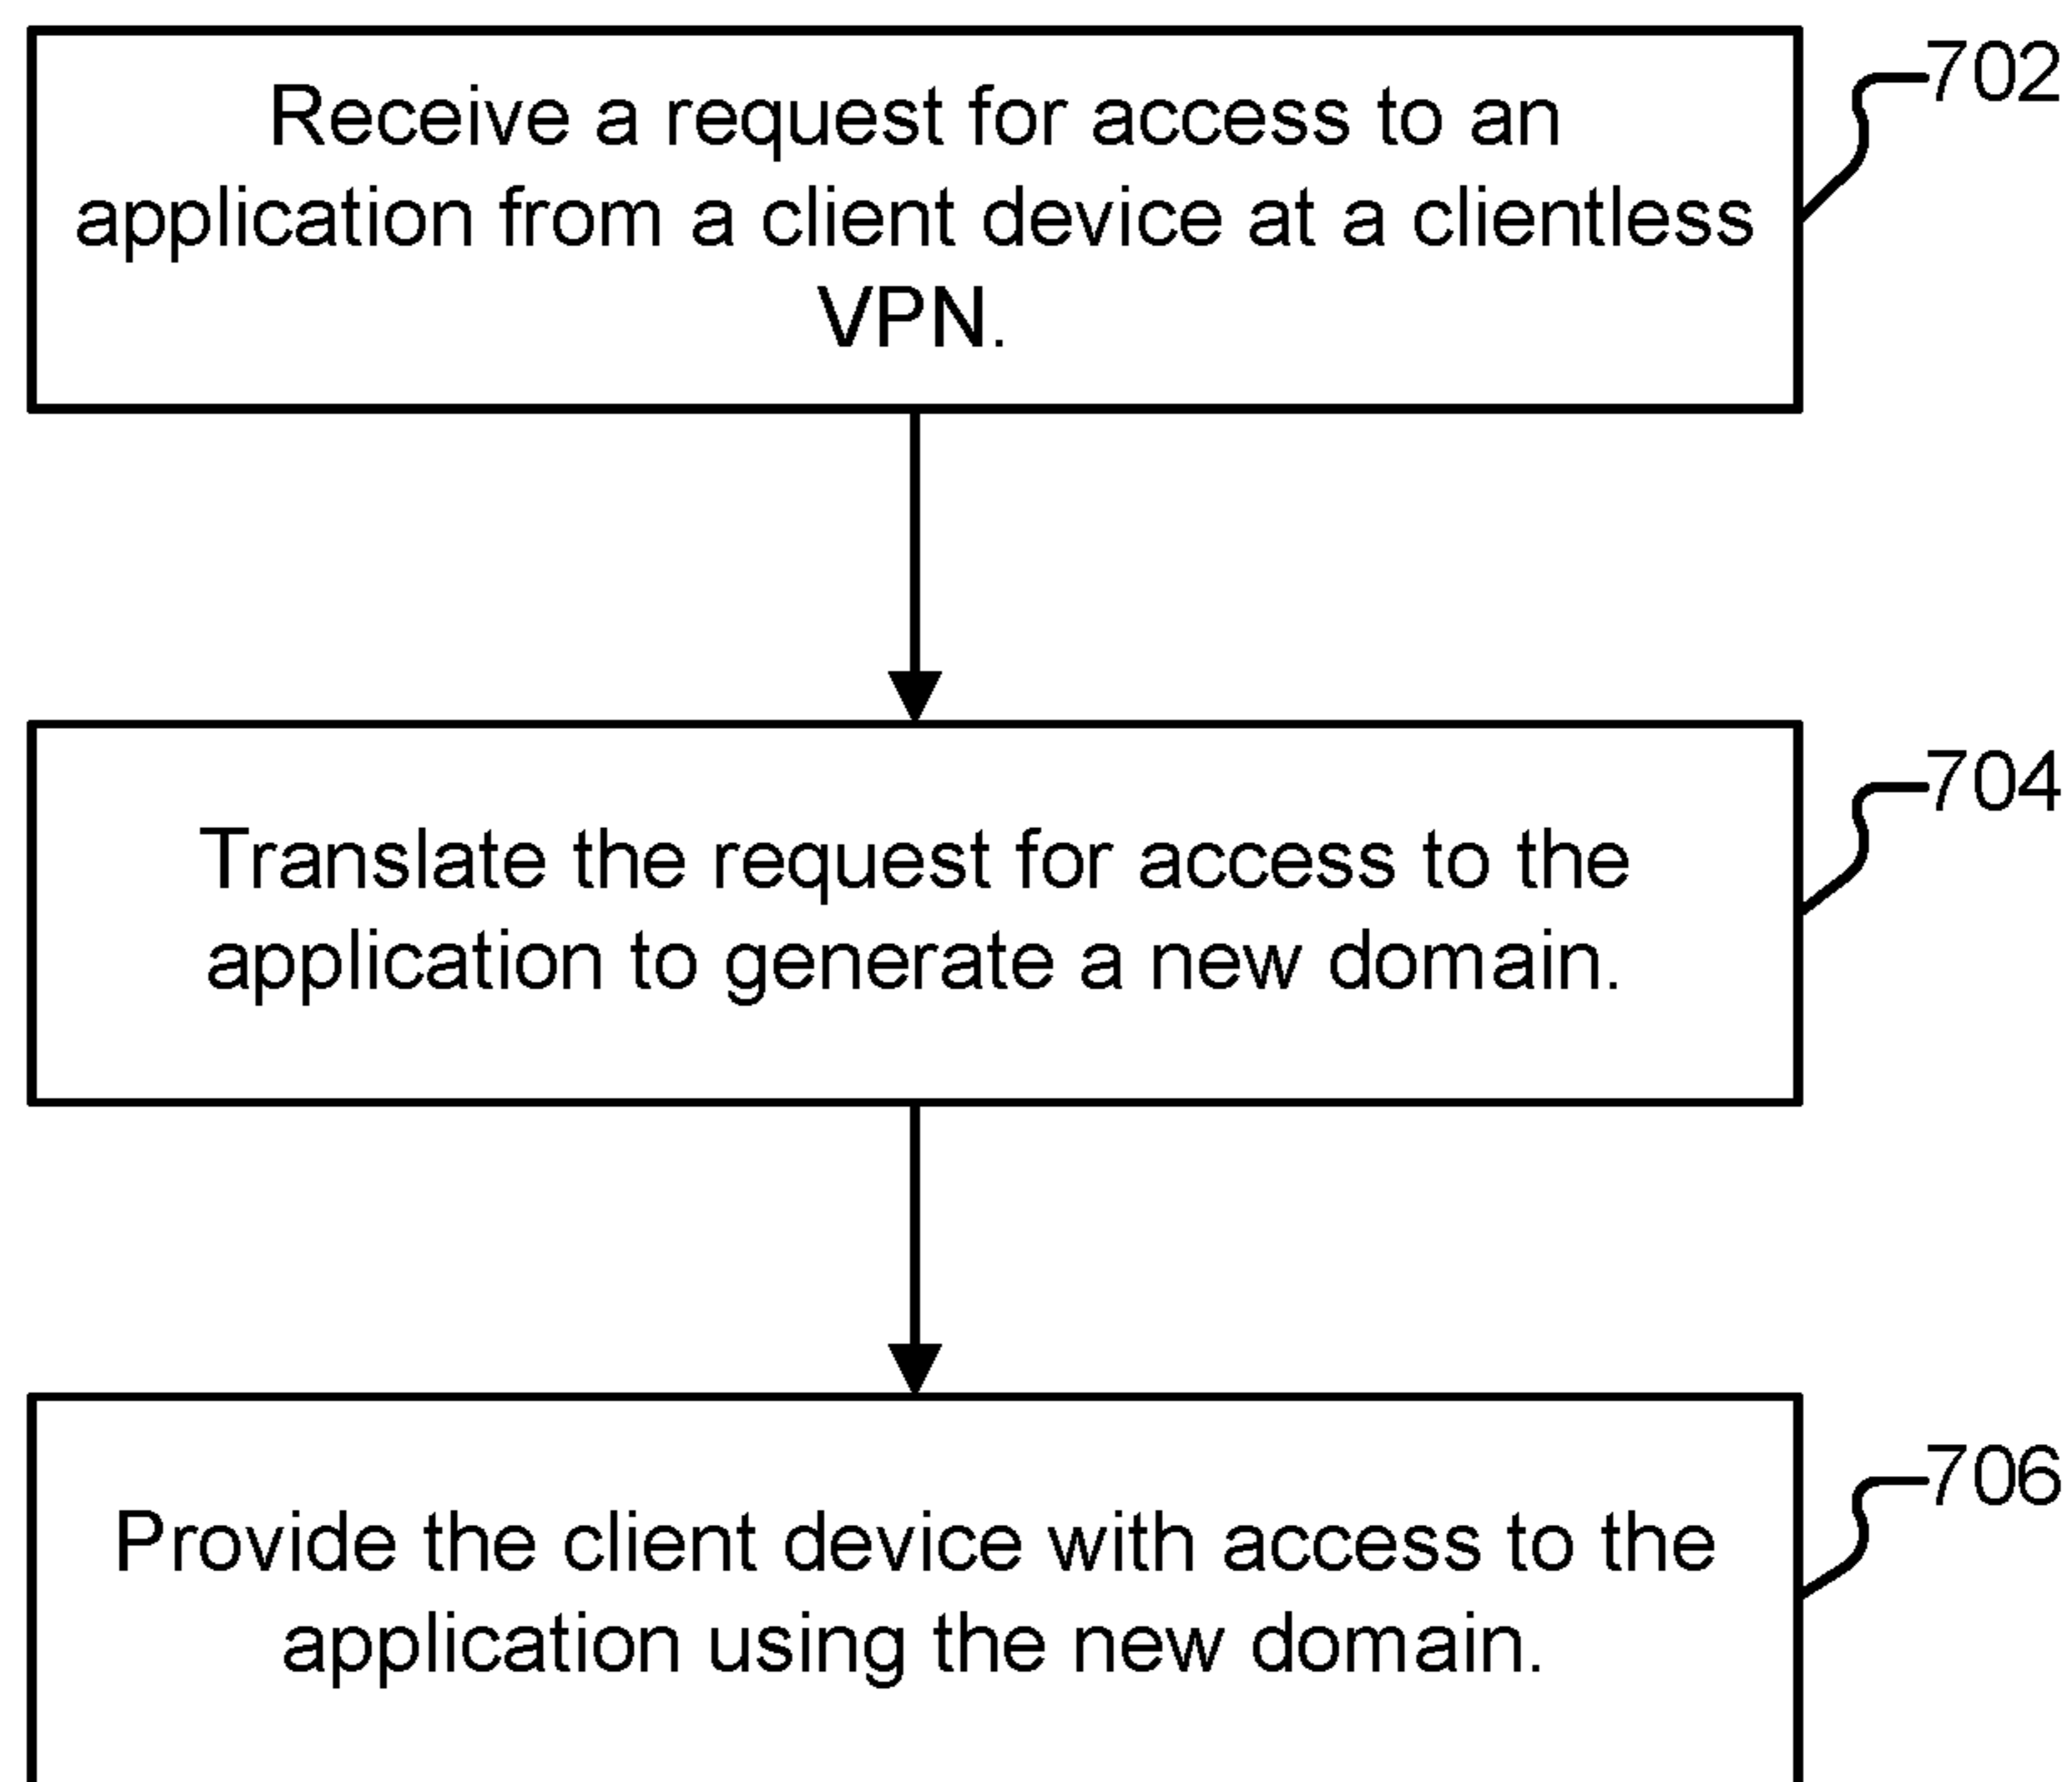 Receive a request for access to an
application from a client device at a clientless
VPN.
702
Translate the request for access to the
application to generate a new domain.
704
Provide the client device with access to the
application using the new domain.
706